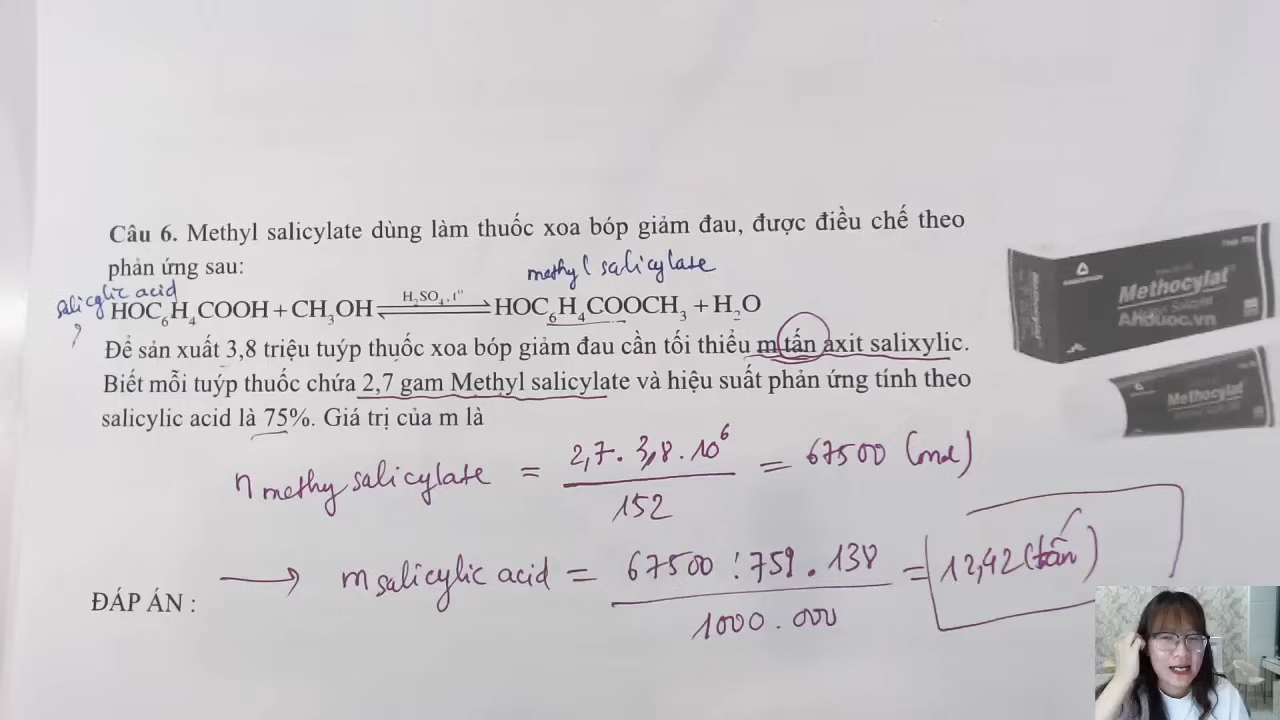 Câu 6. Methyl salicylate dùng làm thuốc xoa bóp giảm đau, được điều chế theo
phản ứng sau:
methyl salicylate
salicylic acid
HOC₆H₄COOH + CH₃OH ⇌ HOC₆H₄COOCH₃ + H₂O
H₂SO₄, t°
Để sản xuất 3,8 triệu tuýp thuốc xoa bóp giảm đau cần tối thiểu m tấn axit salixylic.
Biết mỗi tuýp thuốc chứa 2,7 gam Methyl salicylate và hiệu suất phản ứng tính theo
salicylic acid là 75%. Giá trị của m là
n methy salicylate = 2,7. 3,8. 10⁶ / 152 = 67500 (mol)
→ m salicylic acid = 67500 : 75% . 138 / 1000.000 = 12,42 (tấn)
ĐÁP ÁN :
Methocylat
Anduoc.vn
Methocylat